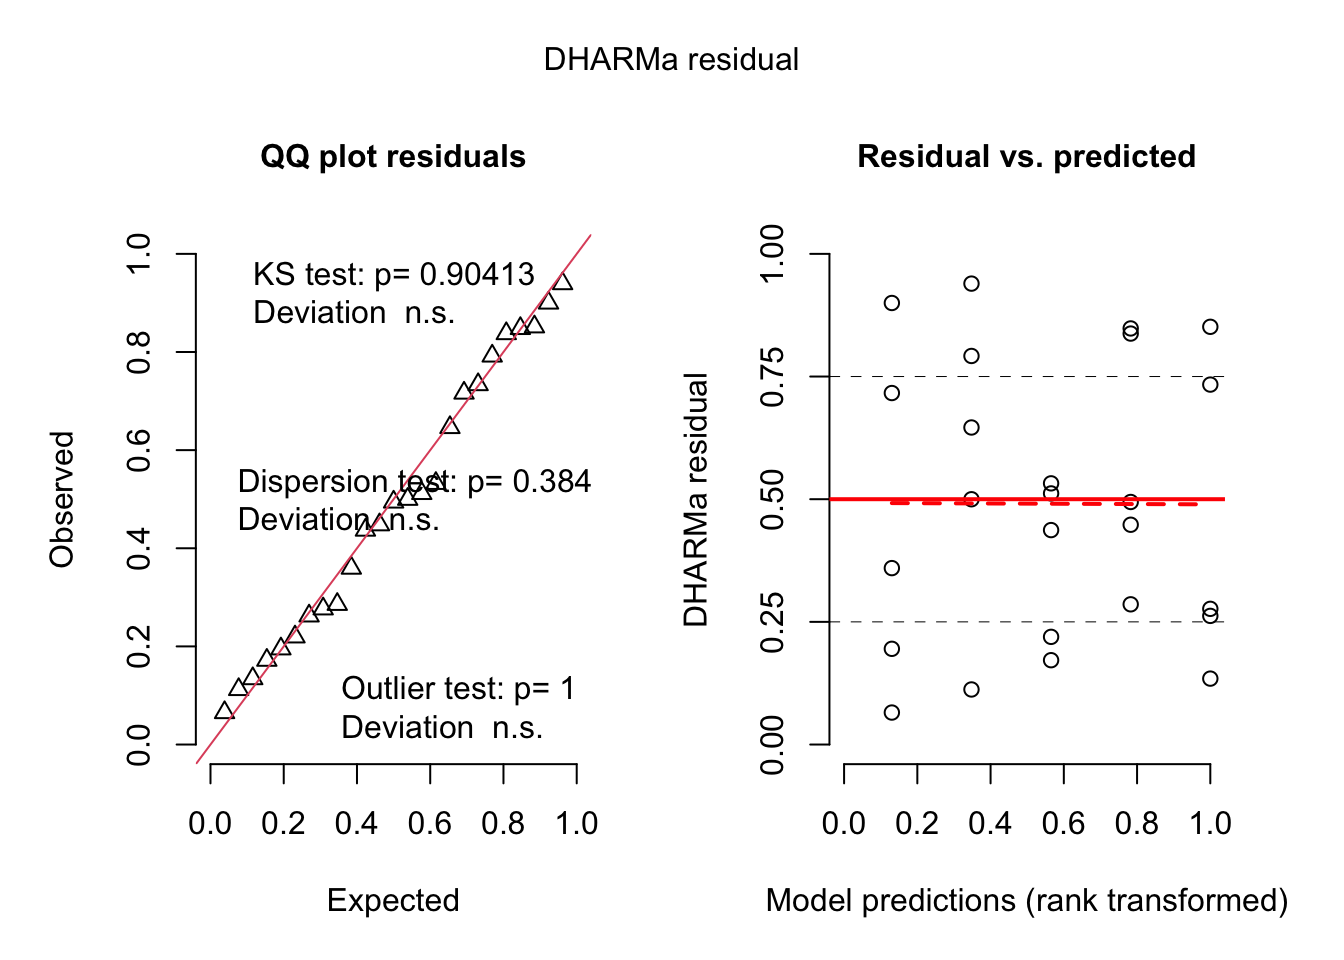 DHARMa residual
QQ plot residuals
KS test: p= 0.90413
Deviation  n.s.
Dispersion test: p= 0.384
Deviation  n.s.
Outlier test: p= 1
Deviation  n.s.
Observed
0.0
0.2
0.4
0.6
0.8
1.0
0.0 0.2 0.4 0.6 0.8 1.0
Expected
Residual vs. predicted
DHARMa residual
0.00
0.25
0.50
0.75
1.00
0.0 0.2 0.4 0.6 0.8 1.0
Model predictions (rank transformed)